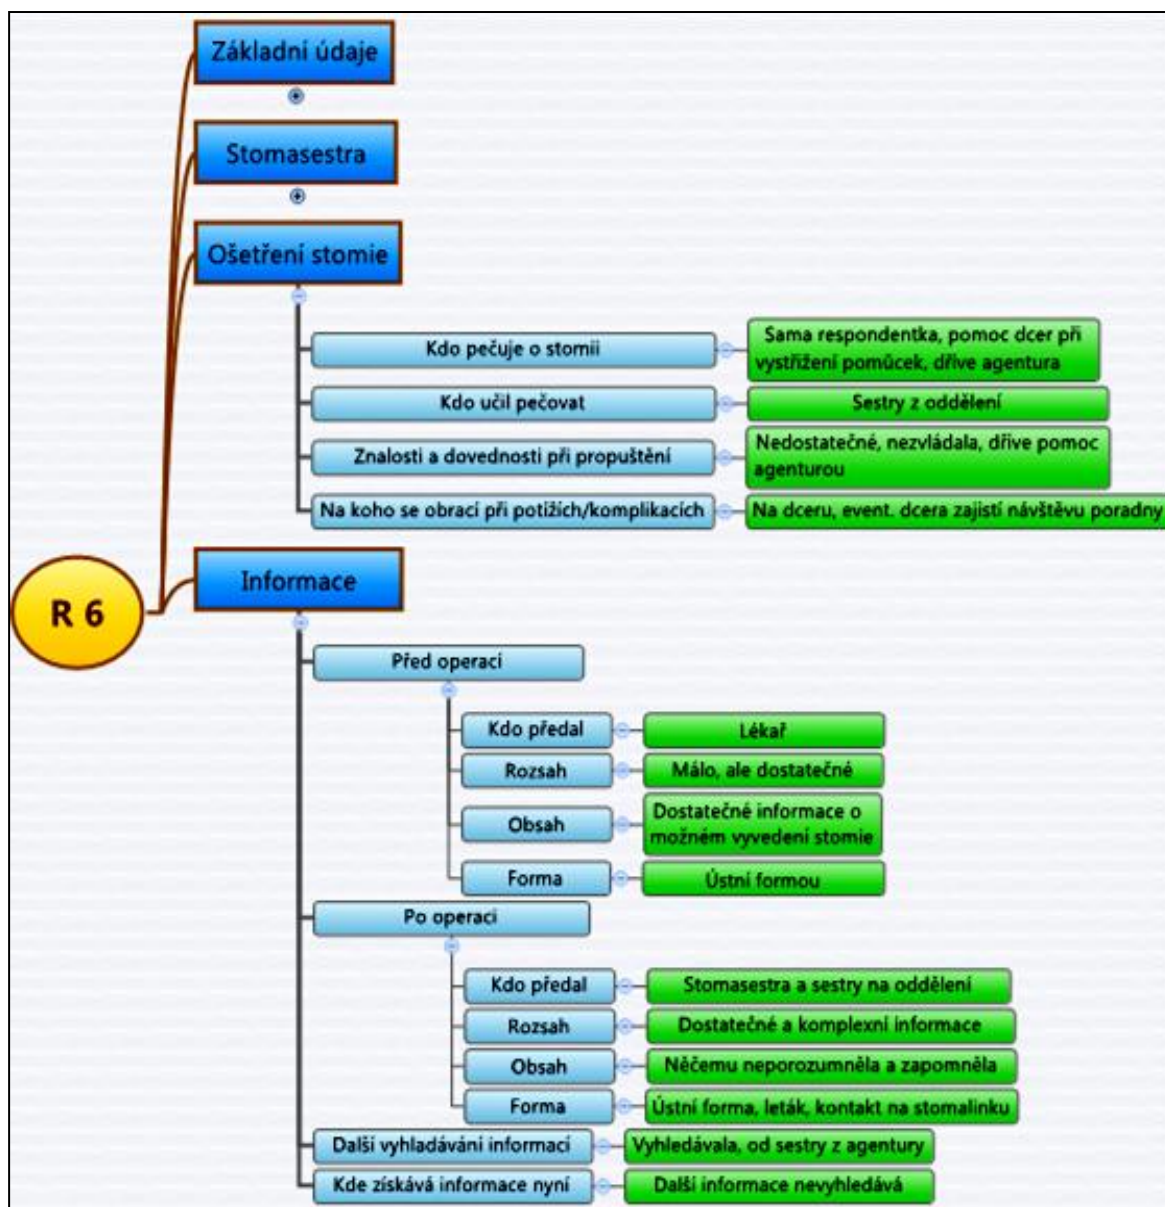 Základní údaje
Stomasestra
Ošetření stomie
Kdo pečuje o stomii
Sama respondentka, pomoc dcer při
vystřižení pomůcek, dříve agentura
Kdo učil pečovat
Sestry z oddělení
Znalosti a dovednosti při propuštění
Nedostatečné, nezvládala, dříve pomoc
agenturou
Na koho se obrací při potížích/komplikacích
Na dceru, event. dcera zajistí návštěvu poradny
R 6
Informace
Před operací
Kdo předal
Lékař
Rozsah
Málo, ale dostatečné
Obsah
Dostatečné informace o
možném vyvedení stomie
Forma
Ústní formou
Po operaci
Kdo předal
Stomasestra a sestry na oddělení
Rozsah
Dostatečné a komplexní informace
Obsah
Něčemu neporozumněla a zapomněla
Forma
Ústní forma, leták, kontakt na stomalinku
Další vyhladávání informací
Vyhledávala, od sestry z agentury
Kde získává informace nyní
Další informace nevyhledává